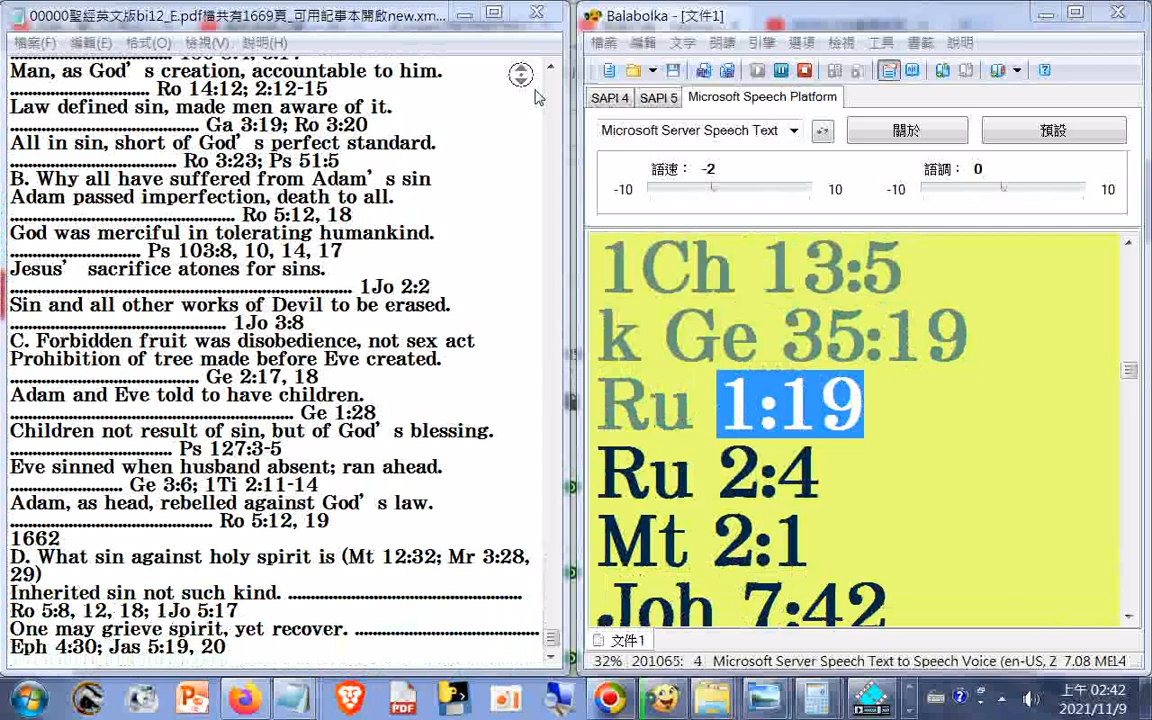 00000聖經英文版bi12_E.pdf檔共有1669頁_可用記事本開啟new.xm...
檔案(F) 編輯(E) 格式(O) 檢視(V) 說明(H)
Man, as God's creation, accountable to him.
.......................... Ro 14:12; 2:12-15
Law defined sin, made men aware of it.
................................... Ga 3:19; Ro 3:20
All in sin, short of God's perfect standard.
............................... Ro 3:23; Ps 51:5
B. Why all have suffered from Adam's sin
Adam passed imperfection, death to all.
.......................................... Ro 5:12, 18
God was merciful in tolerating humankind.
........................ Ps 103:8, 10, 14, 17
Jesus' sacrifice atones for sins.
................................................................ 1Jo 2:2
Sin and all other works of Devil to be erased.
........................................ 1Jo 3:8
C. Forbidden fruit was disobedience, not sex act
Prohibition of tree made before Eve created.
................................... Ge 2:17, 18
Adam and Eve told to have children.
..................................................... Ge 1:28
Children not result of sin, but of God's blessing.
............................... Ps 127:3-5
Eve sinned when husband absent; ran ahead.
..................... Ge 3:6; 1Ti 2:11-14
Adam, as head, rebelled against God's law.
...................................... Ro 5:12, 19
1662
D. What sin against holy spirit is (Mt 12:32; Mr 3:28,
29)
Inherited sin not such kind. ............................................
Ro 5:8, 12, 18; 1Jo 5:17
One may grieve spirit, yet recover. ..................................
Eph 4:30; Jas 5:19, 20
Balabolka - [文件1]
檔案 編輯 文字 朗讀 引擎 選項 檢視 工具 書籤 說明
SAPI 4 SAPI 5 Microsoft Speech Platform
Microsoft Server Speech Text 關於 預設
語速: -2 語調: 0
-10 10 -10 10
1Ch 13:5
k Ge 35:19
Ru 1:19
Ru 2:4
Mt 2:1
Joh 7:42
文件1
32% 201065: 4 Microsoft Server Speech Text to Speech Voice (en-US, Z 7.08 ME14
上午 02:42
2021/11/9